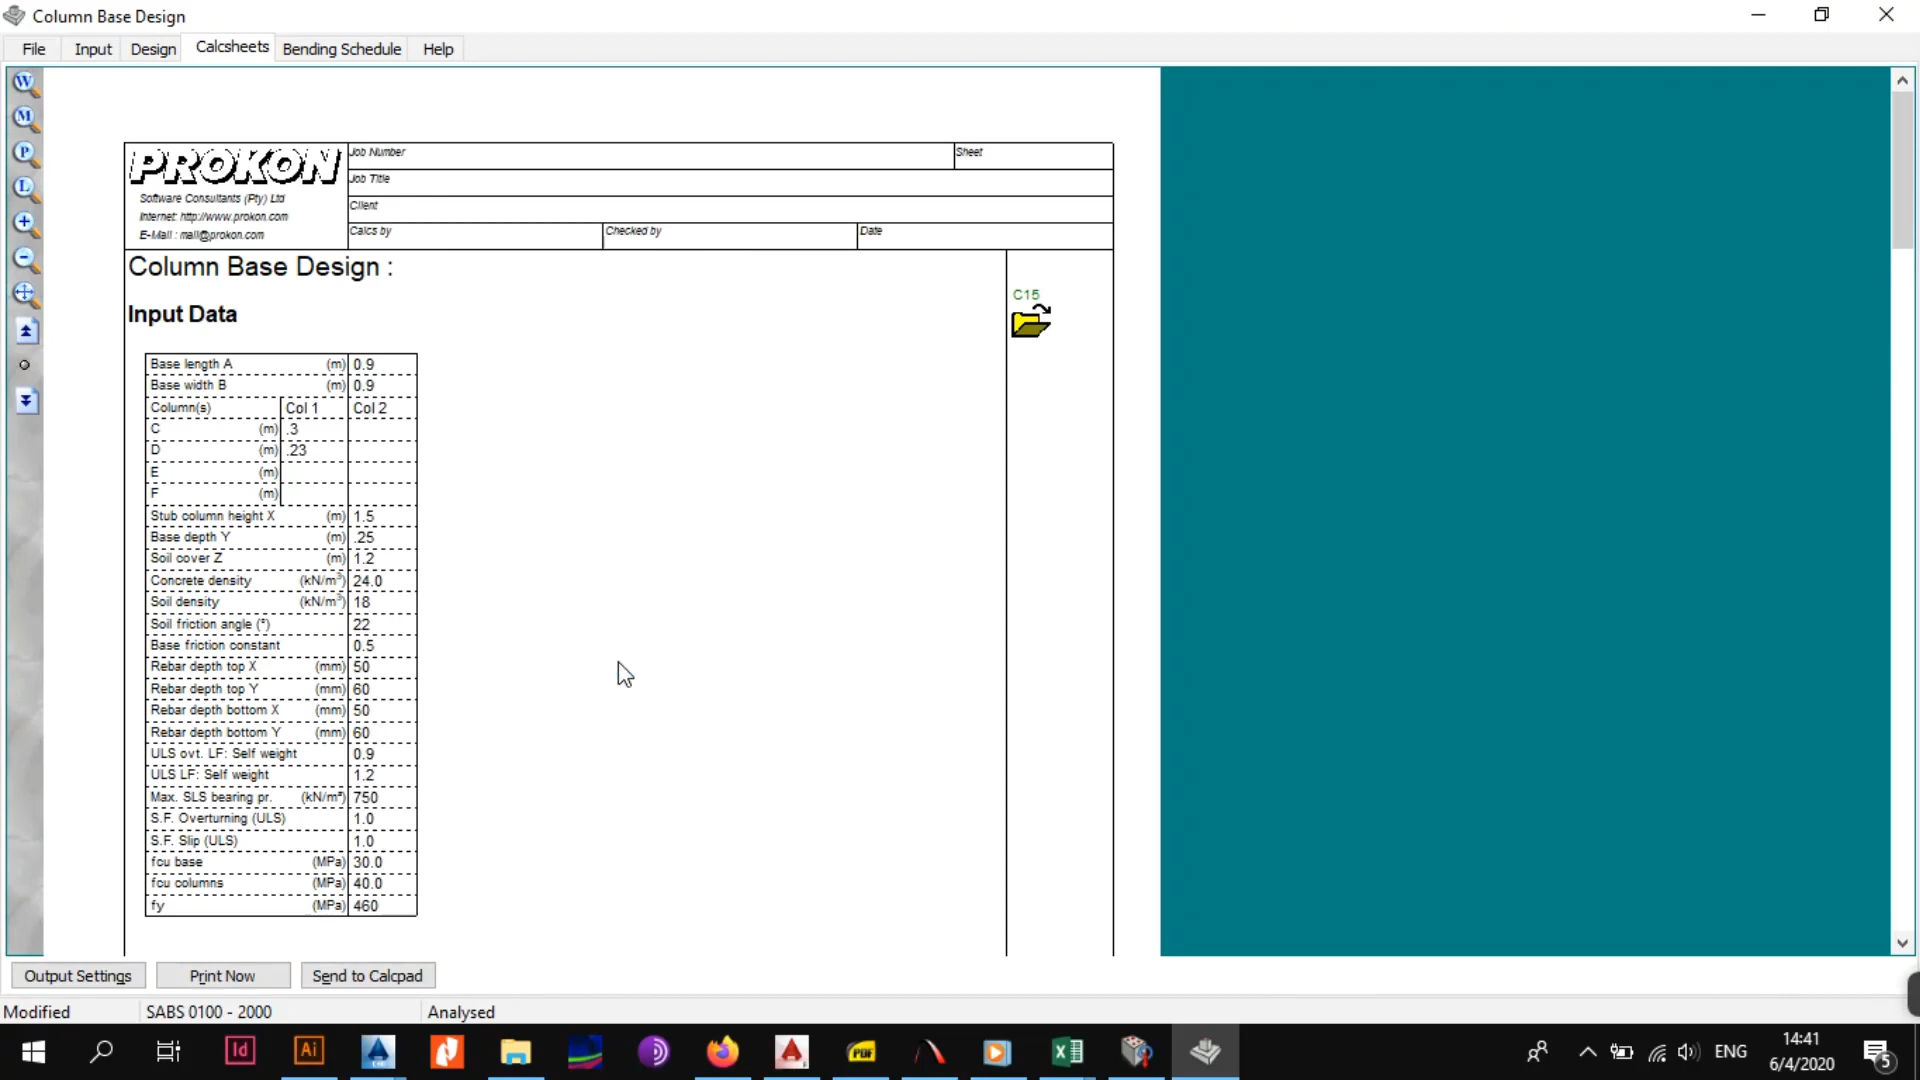 Column Base Design
File Input Design Calcsheets Bending Schedule Help
W
M
P
L
PROKON
Software Consultants (Pty) Ltd
Internet: http://www.prokon.com
E-Mail : mail@prokon.com
Job Number Sheet
Job Title
Client
Calcs by Checked by Date
Column Base Design :
C15
Input Data
Base length A (m) 0.9
Base width B (m) 0.9
Column(s) Col 1 Col 2
C (m) .3
D (m) .23
E (m)
F (m)
Stub column height X (m) 1.5
Base depth Y (m) .25
Soil cover Z (m) 1.2
Concrete density (kN/m³) 24.0
Soil density (kN/m³) 18
Soil friction angle (°) 22
Base friction constant 0.5
Rebar depth top X (mm) 50
Rebar depth top Y (mm) 60
Rebar depth bottom X (mm) 50
Rebar depth bottom Y (mm) 60
ULS ovt. LF: Self weight 0.9
ULS LF: Self weight 1.2
Max. SLS bearing pr. (kN/m²) 750
S.F. Overturning (ULS) 1.0
S.F. Slip (ULS) 1.0
fcu base (MPa) 30.0
fcu columns (MPa) 40.0
fy (MPa) 460
Output Settings Print Now Send to Calcpad
Modified SABS 0100 - 2000 Analysed
Id Ai PDF ENG
14:41
6/4/2020
5